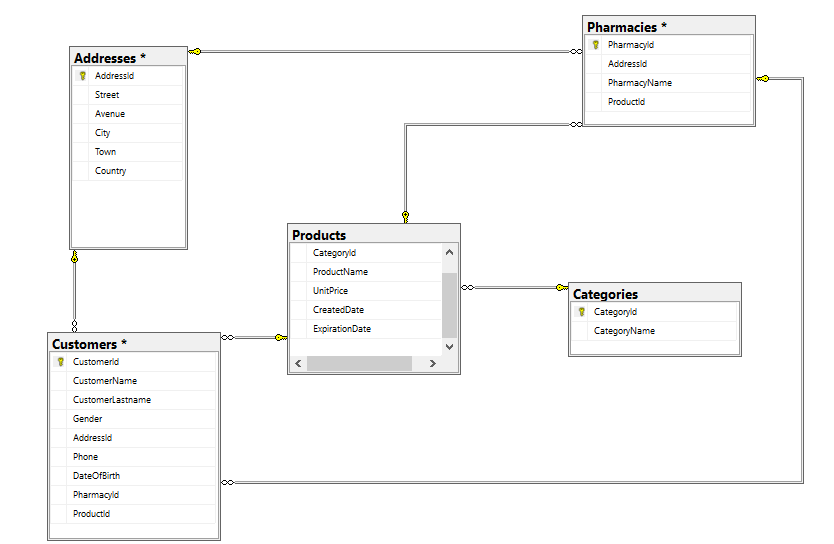 Addresses *
AddressId
Street
Avenue
City
Town
Country
Pharmacies *
PharmacyId
AddressId
PharmacyName
ProductId
Products
CategoryId
ProductName
UnitPrice
CreatedDate
ExpirationDate
Categories
CategoryId
CategoryName
Customers *
CustomerId
CustomerName
CustomerLastname
Gender
AddressId
Phone
DateOfBirth
PharmacyId
ProductId